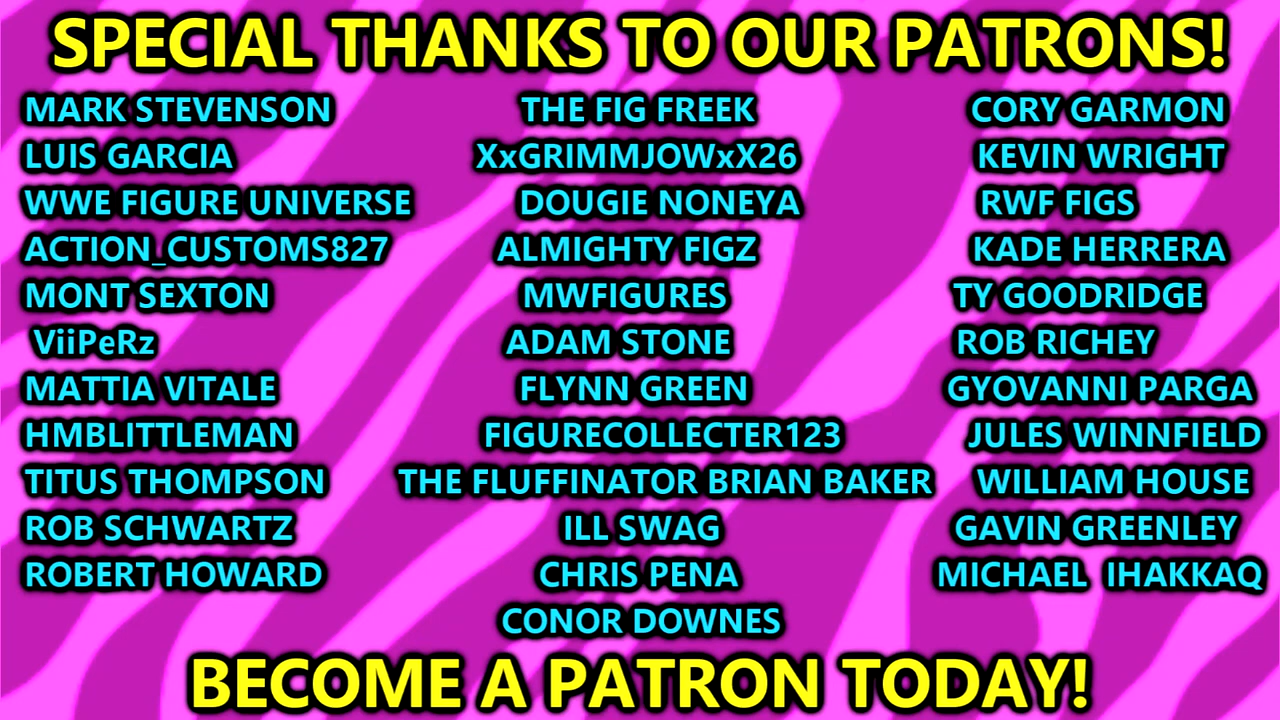 SPECIAL THANKS TO OUR PATRONS!
MARK STEVENSON
LUIS GARCIA
WWE FIGURE UNIVERSE
ACTION_CUSTOMS827
MONT SEXTON
ViiPeRz
MATTIA VITALE
HMBLITTLEMAN
TITUS THOMPSON
ROB SCHWARTZ
ROBERT HOWARD
THE FIG FREEK
XxGRIMMJOWxX26
DOUGIE NONEYA
ALMIGHTY FIGZ
MWFIGURES
ADAM STONE
FLYNN GREEN
FIGURECOLLECTER123
THE FLUFFINATOR BRIAN BAKER
ILL SWAG
CHRIS PENA
CONOR DOWNES
CORY GARMON
KEVIN WRIGHT
RWF FIGS
KADE HERRERA
TY GOODRIDGE
ROB RICHEY
GYOVANNI PARGA
JULES WINNFIELD
WILLIAM HOUSE
GAVIN GREENLEY
MICHAEL IHAKKAQ
BECOME A PATRON TODAY!